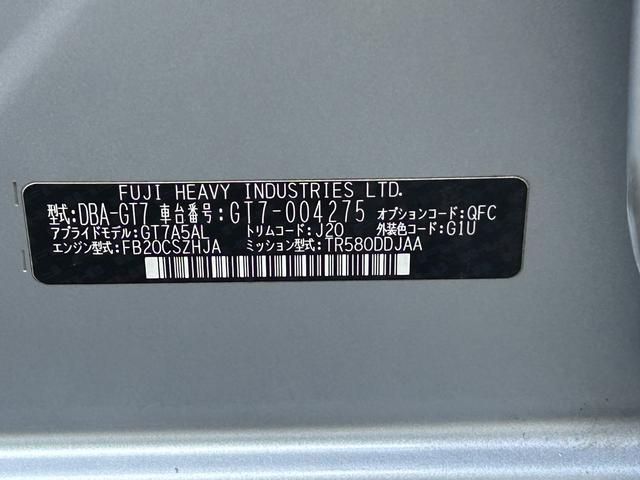 FUJI HEAVY INDUSTRIES LTD.
型式:DBA-GT7 車台番号:GT7-004275 オプションコード:QFC
アプライドモデル:GT7A5AL トリムコード:J20 外装色コード:G1U
エンジン型式:FB20CSZHJA ミッション型式:TR580DDJAA